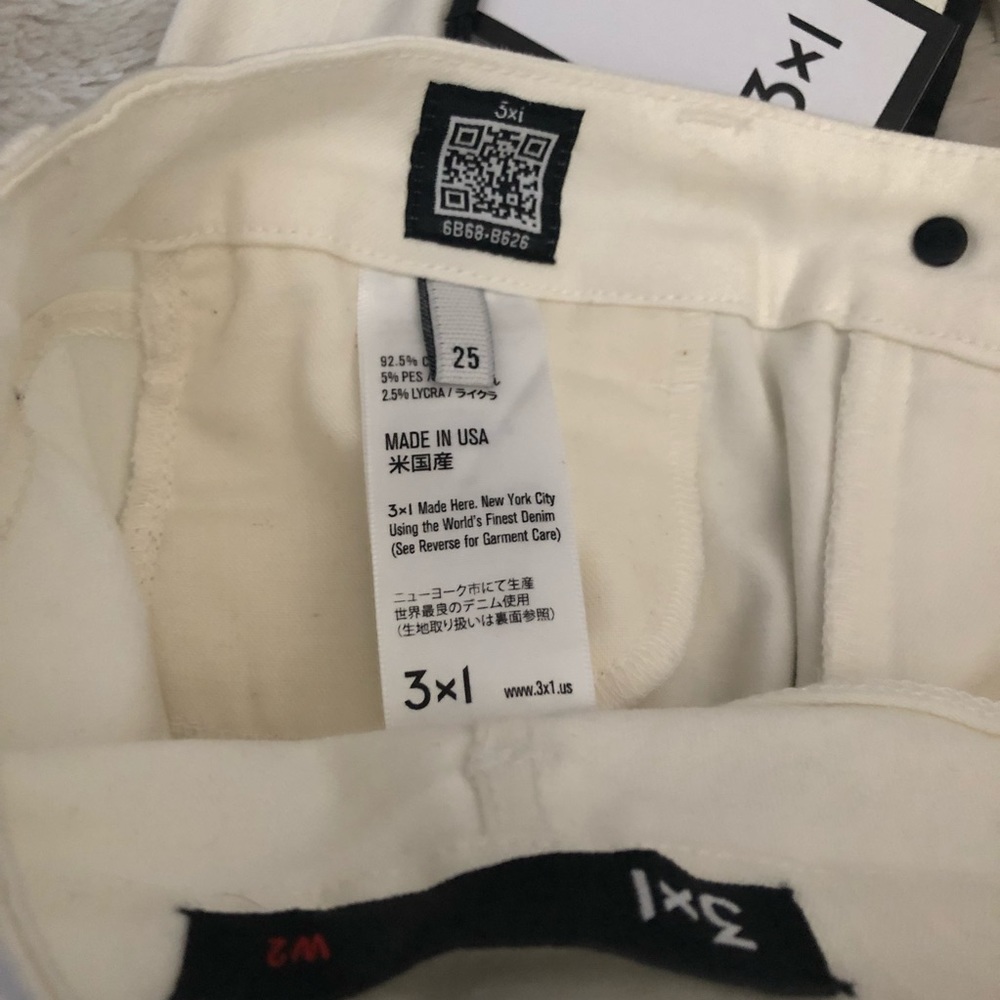 3×1
3x1
6B68-B626
25
92.5%
5% PES /
2.5% LYCRA / ライクラ
MADE IN USA
米国産
3×1 Made Here. New York City
Using the World's Finest Denim
(See Reverse for Garment Care)
ニューヨーク市にて生産
世界最良のデニム使用
(生地取り扱いは裏面参照)
3×1 www.3x1.us
3×1
W2